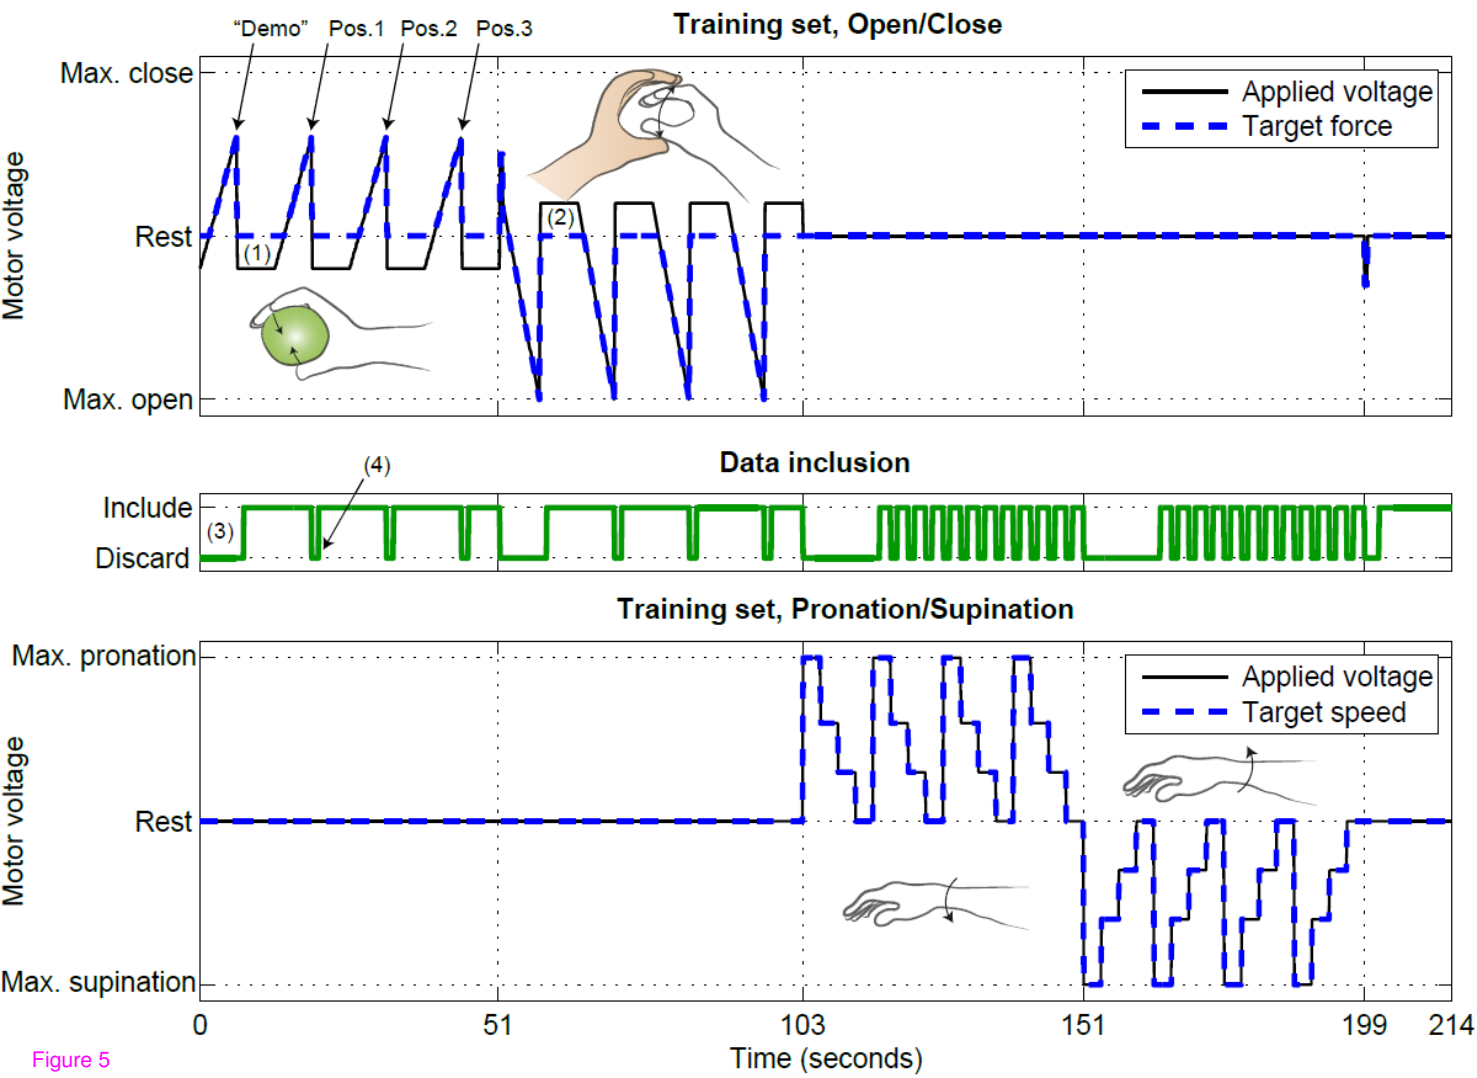 “Demo” Pos.1 Pos.2 Pos.3
Training set, Open/Close
Max. close
Applied voltage
Target force
Motor voltage
Rest
(1)
(2)
Max. open
Data inclusion
(4)
Include
(3)
Discard
Training set, Pronation/Supination
Max. pronation
Applied voltage
Target speed
Motor voltage
Rest
Max. supination
0 51 103 151 199 214
Time (seconds)
Figure 5